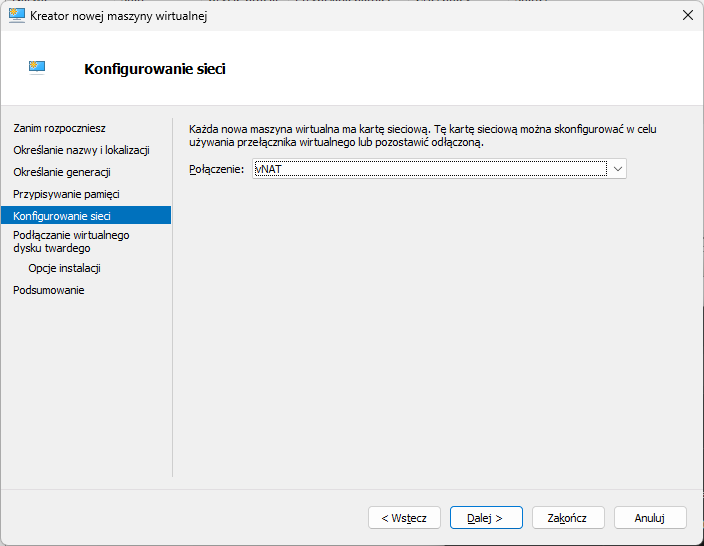 Kreator nowej maszyny wirtualnej
Konfigurowanie sieci
Zanim rozpoczniesz
Określanie nazwy i lokalizacji
Określanie generacji
Przypisywanie pamięci
Konfigurowanie sieci
Podłączanie wirtualnego
dysku twardego
Opcje instalacji
Podsumowanie
Każda nowa maszyna wirtualna ma kartę sieciową. Tę kartę sieciową można skonfigurować w celu
używania przełącznika wirtualnego lub pozostawić odłączoną.
Połączenie: vNAT
< Wstecz Dalej > Zakończ Anuluj